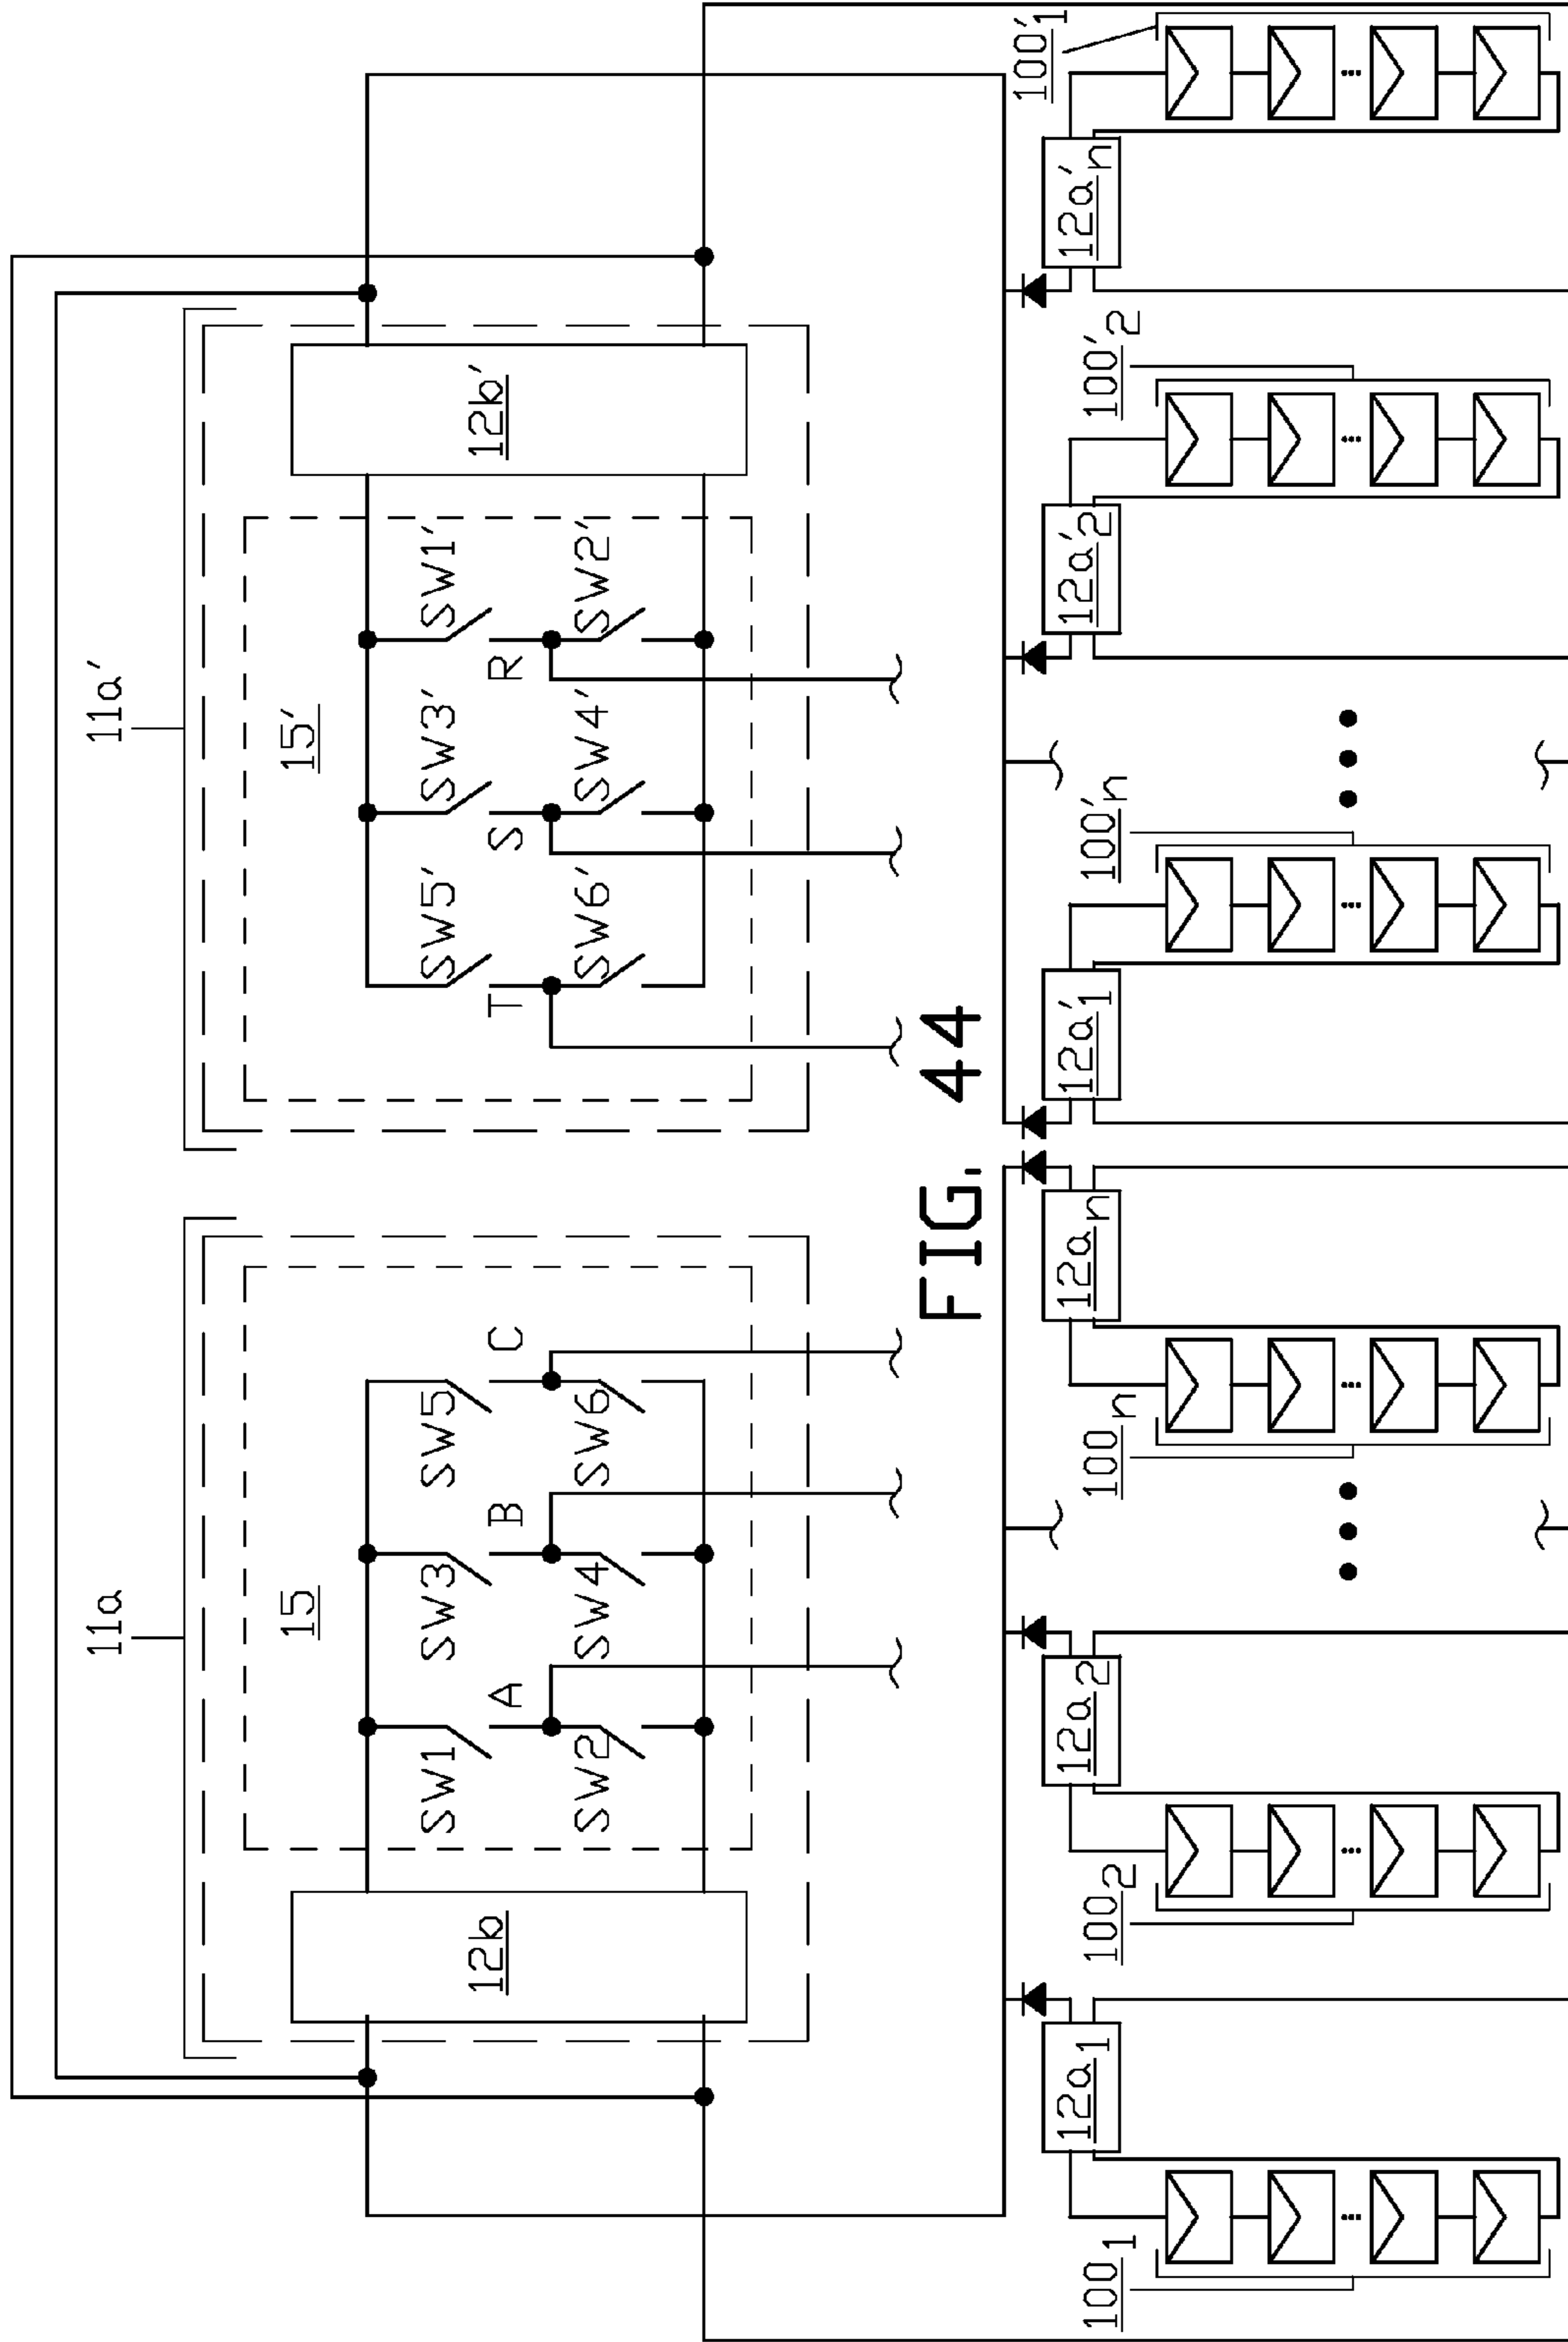 11a
11a'
15
15'
12b
12b'
SW1
SW3
SW5
SW5'
SW3'
SW1'
A
B
C
T
S
R
SW2
SW4
SW6
SW6'
SW4'
SW2'
FIG. 44
12a1
12a2
12an
12a'1
12a'2
12a'n
1001
1002
100n
100'n
100'2
100'1